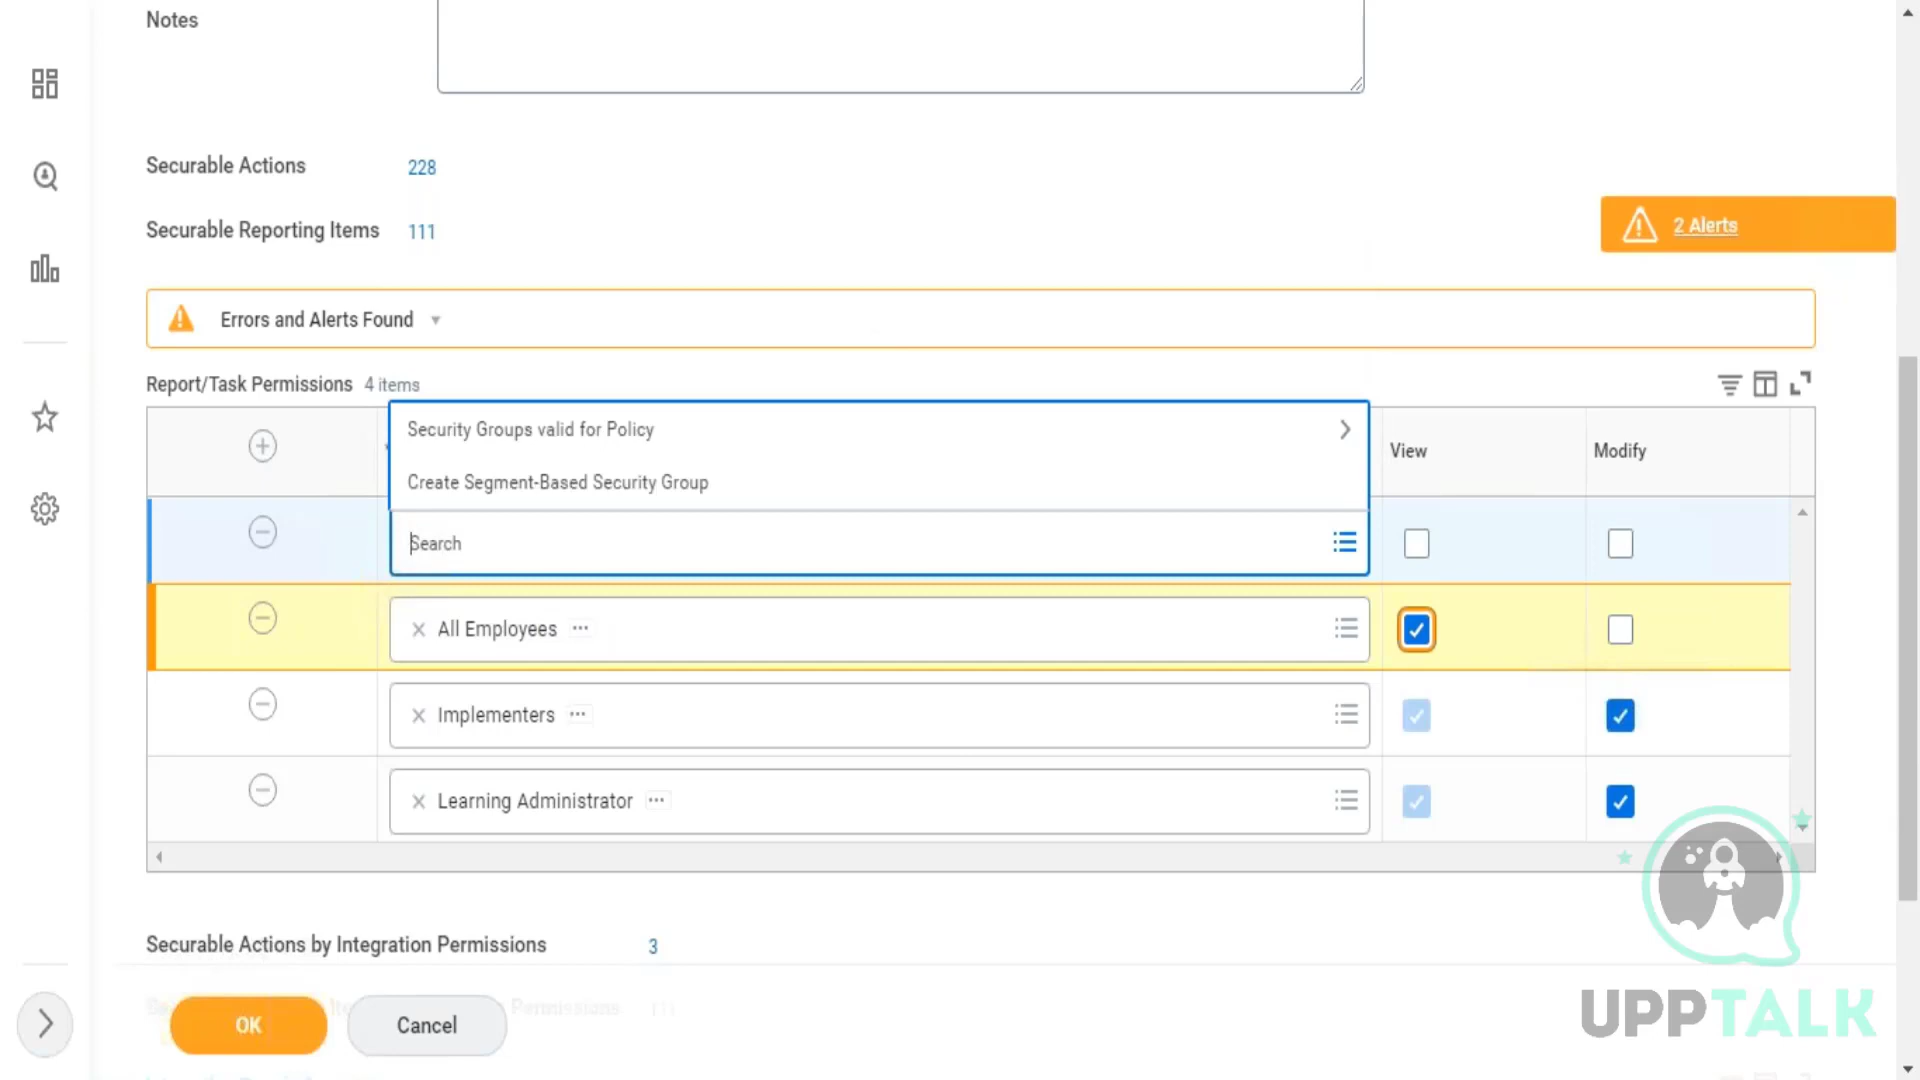 Notes
Securable Actions 228
Securable Reporting Items 111
2 Alerts
Errors and Alerts Found
Report/Task Permissions 4 items
Security Groups valid for Policy
View Modify
Create Segment-Based Security Group
Search
All Employees
Implementers
Learning Administrator
Securable Actions by Integration Permissions 3
Permissions
OK Cancel
UPPTALK